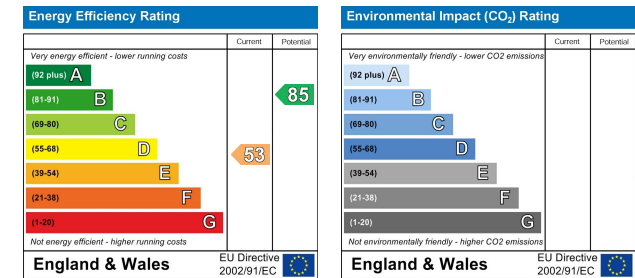 Energy Efficiency Rating
Current Potential
Very energy efficient - lower running costs
(92 plus) A
(81-91) B
(69-80) C
(55-68) D
(39-54) E
(21-38) F
(1-20) G
85
53
Not energy efficient - higher running costs
England & Wales
EU Directive
2002/91/EC
Environmental Impact (CO₂) Rating
Current Potential
Very environmentally friendly - lower CO2 emissions
(92 plus) A
(81-91) B
(69-80) C
(55-68) D
(39-54) E
(21-38) F
(1-20) G
Not environmentally friendly - higher CO2 emissions
England & Wales
EU Directive
2002/91/EC